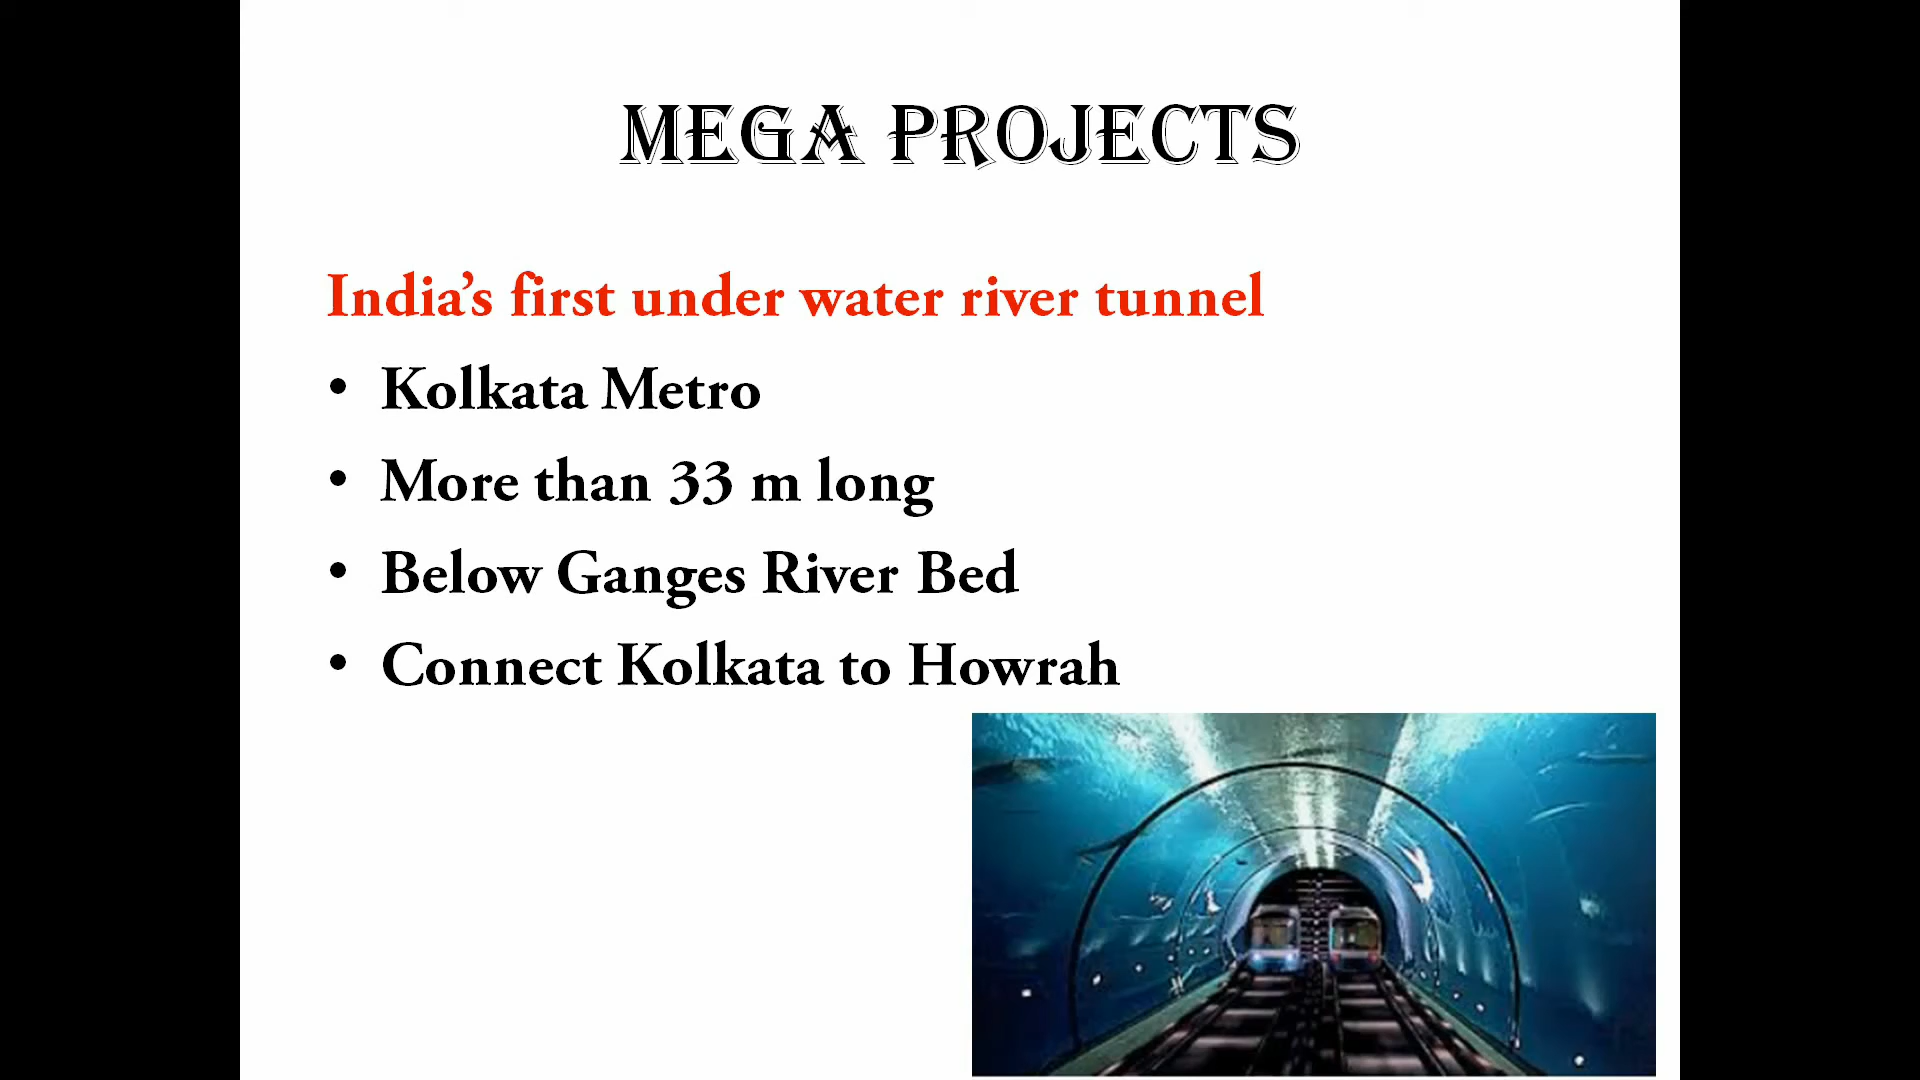 MEGA PROJECTS
India’s first under water river tunnel
• Kolkata Metro
• More than 33 m long
• Below Ganges River Bed
• Connect Kolkata to Howrah